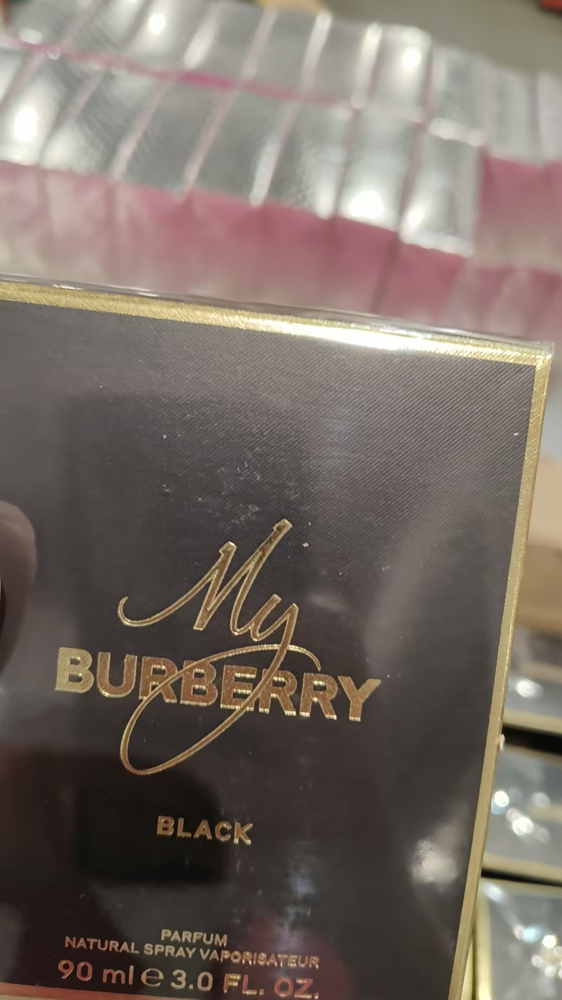 My
BURBERRY
BLACK
PARFUM
NATURAL SPRAY VAPORISATEUR
90 ml e 3.0 FL. OZ.